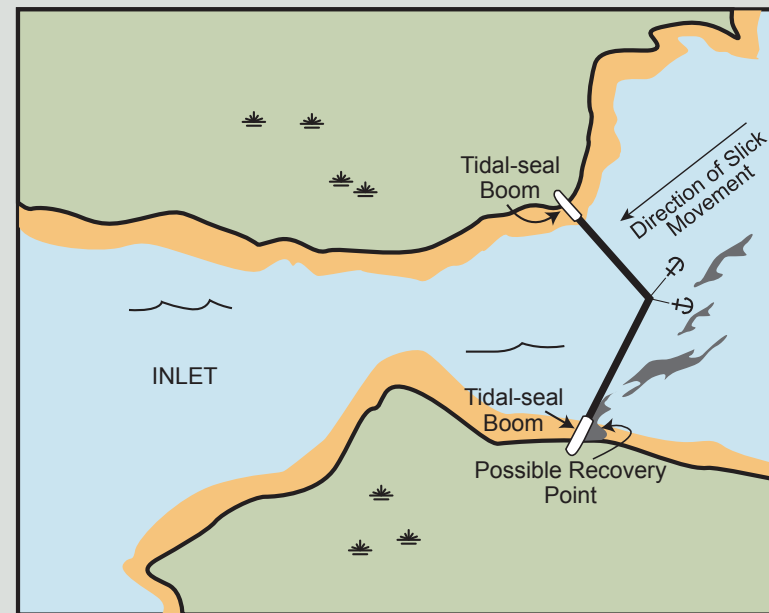 Tidal-seal
Boom
Direction of Slick
Movement
INLET
Tidal-seal
Boom
Possible Recovery
Point